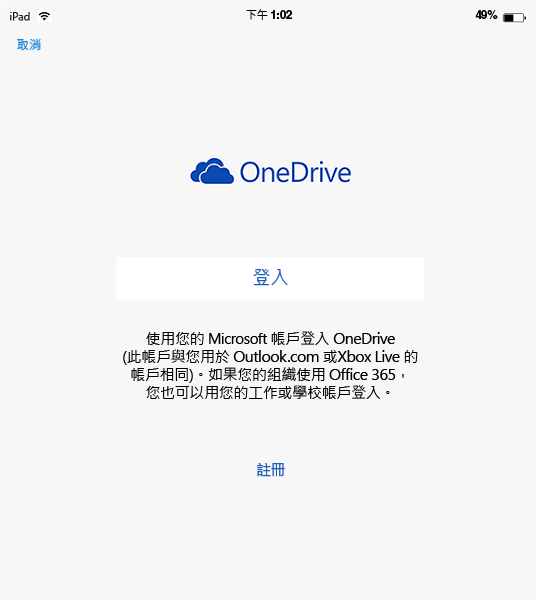 iPad 下午 1:02 49%
取消
OneDrive
登入
使用您的 Microsoft 帳戶登入 OneDrive
(此帳戶與您用於 Outlook.com 或Xbox Live 的
帳戶相同)。如果您的組織使用 Office 365，
您也可以用您的工作或學校帳戶登入。
註冊